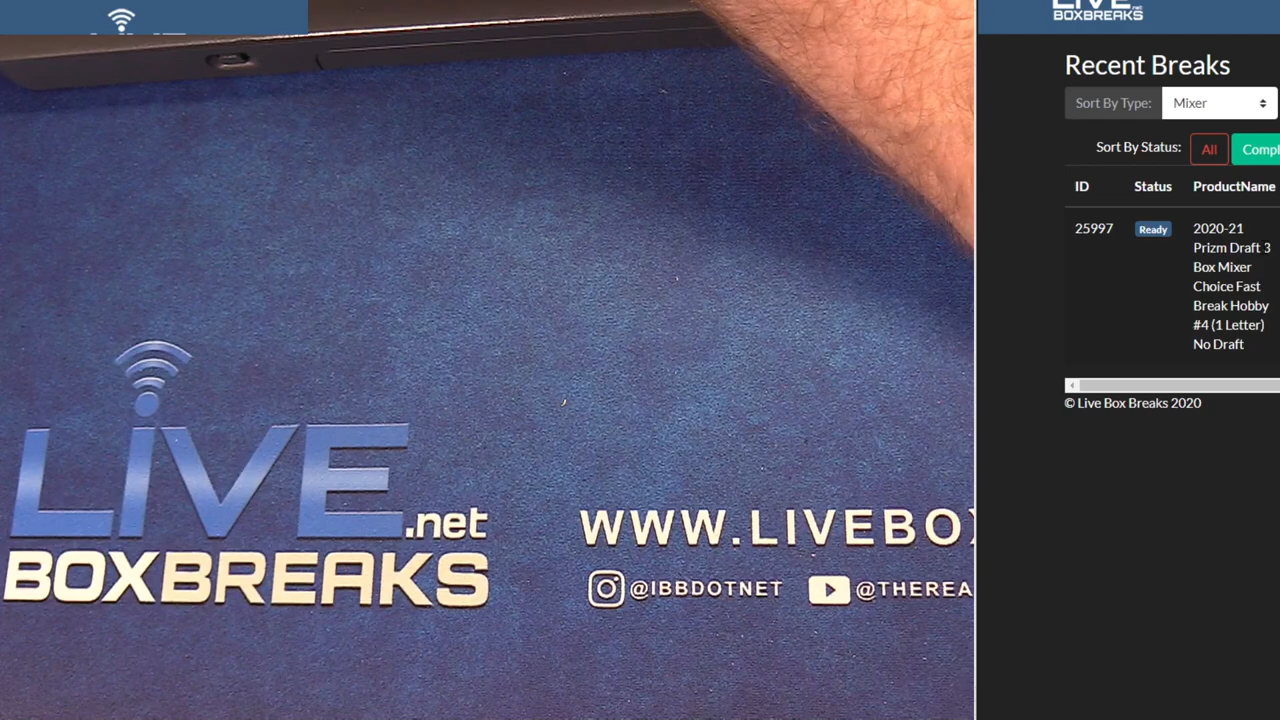 LIVE.net
BOXBREAKS
WWW.LIVEBOX
@IBBDOTNET
@THEREA
LIVE.net
BOXBREAKS
Recent Breaks
Sort By Type: Mixer
Sort By Status: All Compl
ID Status ProductName
25997 Ready 2020-21
Prizm Draft 3
Box Mixer
Choice Fast
Break Hobby
#4 (1 Letter)
No Draft
© Live Box Breaks 2020